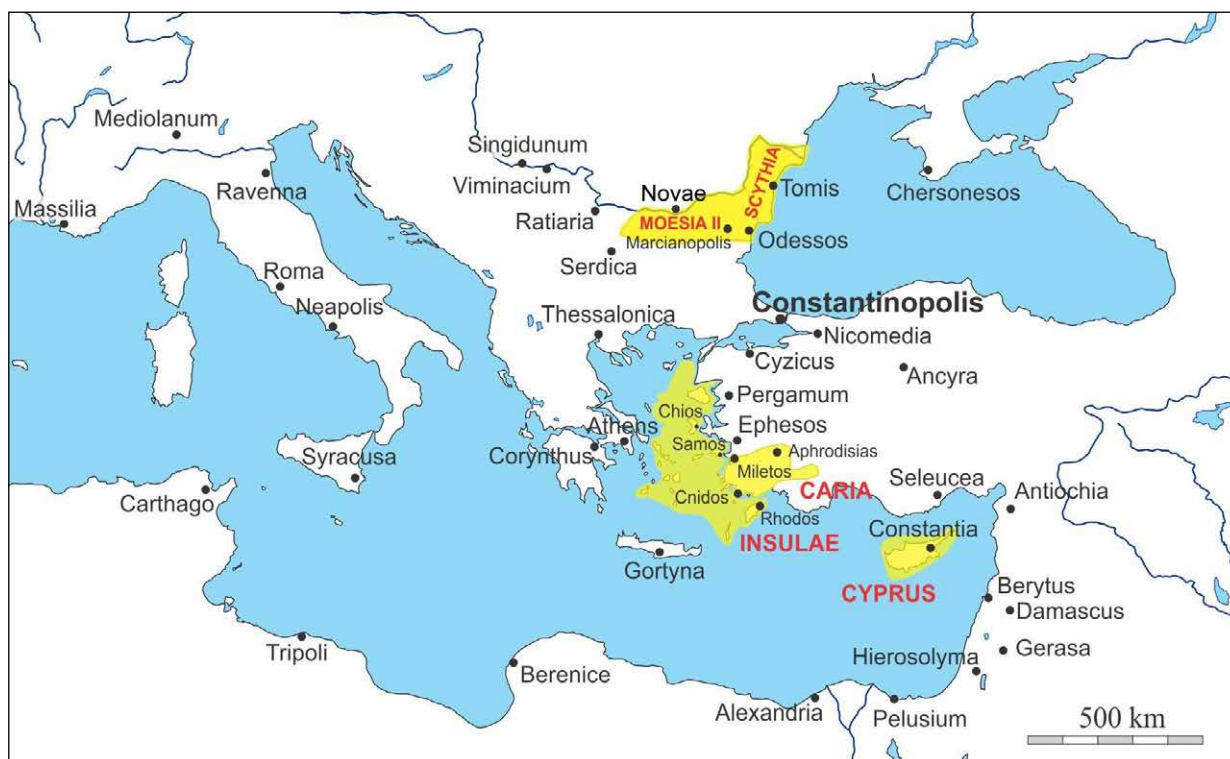 Mediolanum
Singidunum
Ravenna
Viminacium
Novae
SCYTHIA
Tomis
Chersonesos
Massilia
Ratiaria
MOESIA II
Marcianopolis
Odessos
Serdica
Roma
Neapolis
Constantinopolis
Thessalonica
Nicomedia
Cyzicus
Ancyra
Pergamum
Chios
Athens
Ephesos
Samos
Aphrodisias
Corynthus
Syracusa
Miletos
Carthago
Cnidos
CARIA
Seleucea
Antiochia
Rhodos
Constantia
INSULAE
Gortyna
CYPRUS
Berytus
Damascus
Tripoli
Berenice
Hierosolyma
Gerasa
Alexandria
Pelusium
500 km